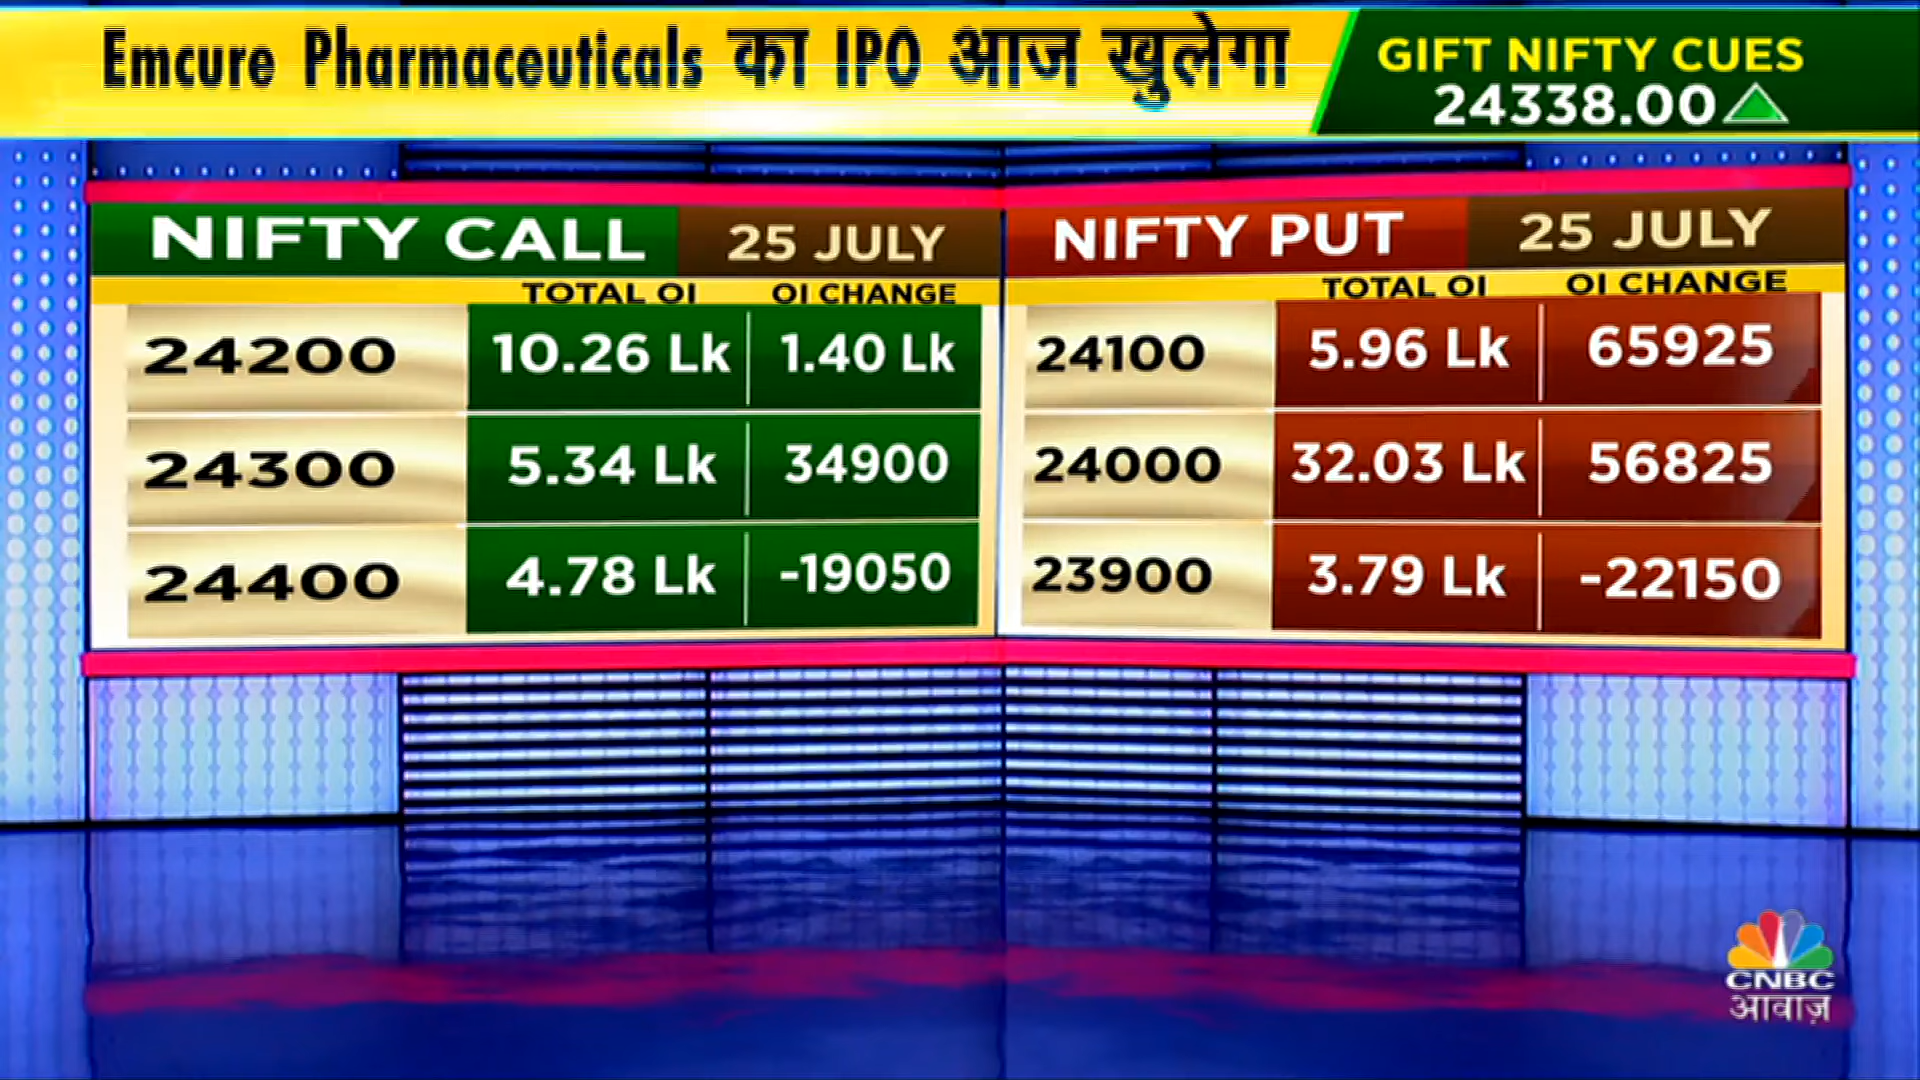 Emcure Pharmaceuticals का IPO आज खुलेगा
GIFT NIFTY CUES
24338.00
NIFTY CALL 25 JULY
TOTAL OI OI CHANGE
24200 10.26 Lk 1.40 Lk
24300 5.34 Lk 34900
24400 4.78 Lk -19050
NIFTY PUT 25 JULY
TOTAL OI OI CHANGE
24100 5.96 Lk 65925
24000 32.03 Lk 56825
23900 3.79 Lk -22150
CNBC
आवाज़